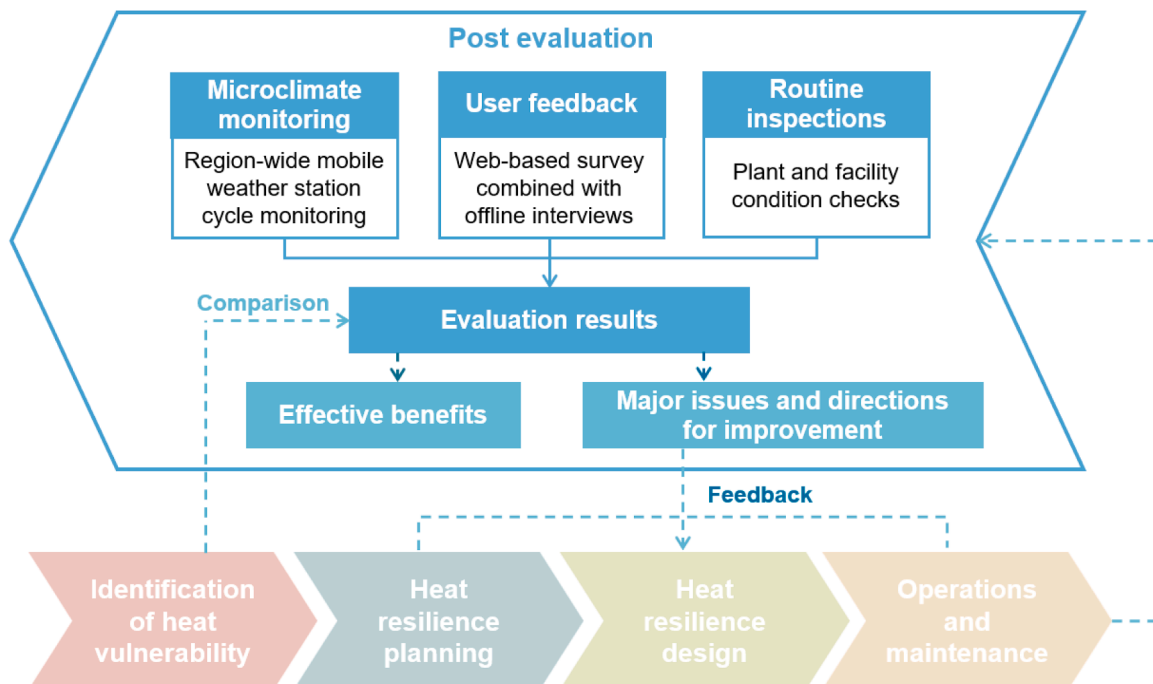 Post evaluation
Microclimate
monitoring
Region-wide mobile
weather station
cycle monitoring
User feedback
Web-based survey
combined with
offline interviews
Routine
inspections
Plant and facility
condition checks
Comparison
Evaluation results
Effective benefits
Major issues and directions
for improvement
Feedback
Identification
of heat
vulnerability
Heat
resilience
planning
Heat
resilience
design
Operations
and
maintenance